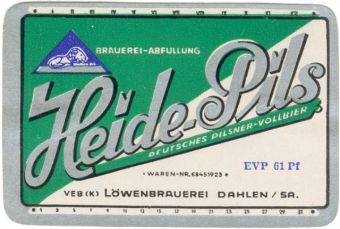 BRAUEREI-ABFÜLLUNG
Heide-Pils
DEUTSCHES PILSNER-VOLLBIER
• WAREN-NR. 68451923 •
EVP 61 Pf
VEB (K) LÖWENBRAUEREI DAHLEN / SA.